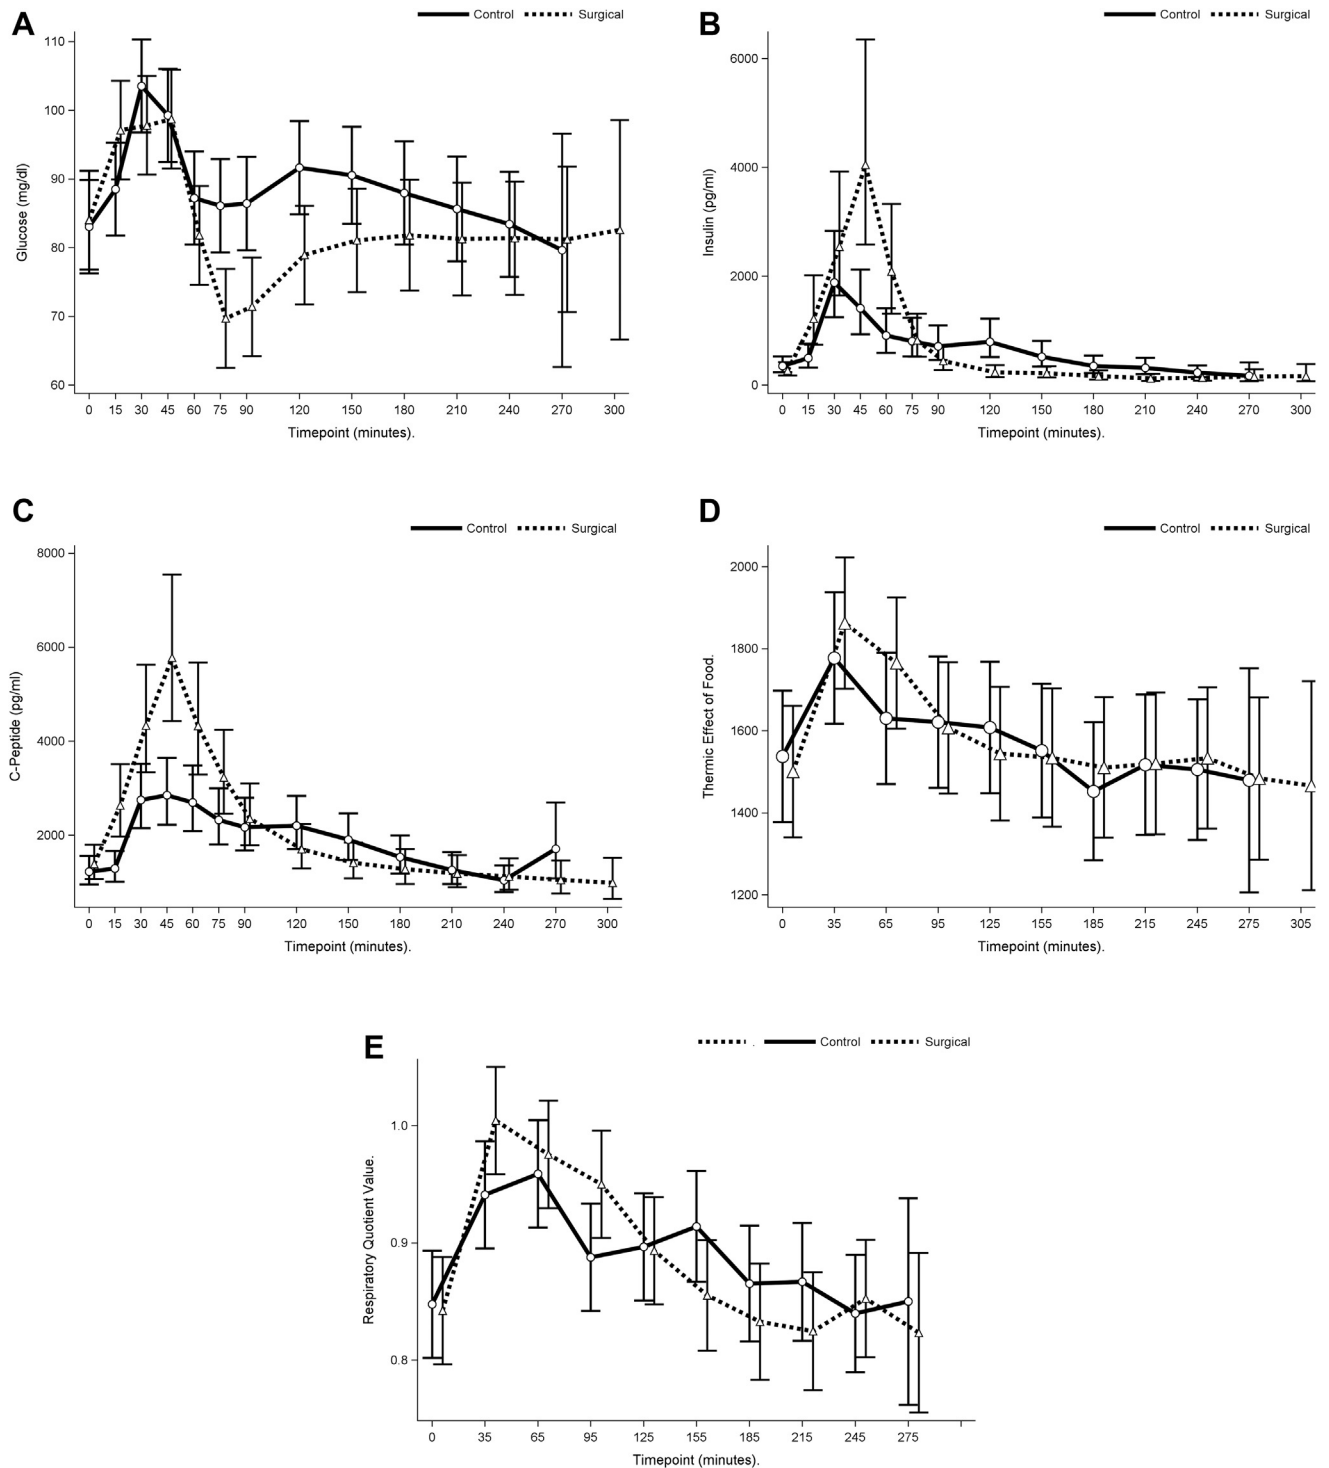 A
Control Surgical
110
100
90
80
70
60
Glucose (mg/dl)
0 15 30 45 60 75 90 120 150 180 210 240 270 300
Timepoint (minutes).
B
Control Surgical
6000
4000
2000
0
Insulin (pg/ml)
0 15 30 45 60 75 90 120 150 180 210 240 270 300
Timepoint (minutes).
C
Control Surgical
8000
6000
4000
2000
C-Peptide (pg/ml)
0 15 30 45 60 75 90 120 150 180 210 240 270 300
Timepoint (minutes).
D
Control Surgical
2000
1800
1600
1400
1200
Thermic Effect of Food.
0 35 65 95 125 155 185 215 245 275 305
Timepoint (minutes).
E
. Control Surgical
1.0
0.9
0.8
Respiratory Quotient Value.
0 35 65 95 125 155 185 215 245 275
Timepoint (minutes).